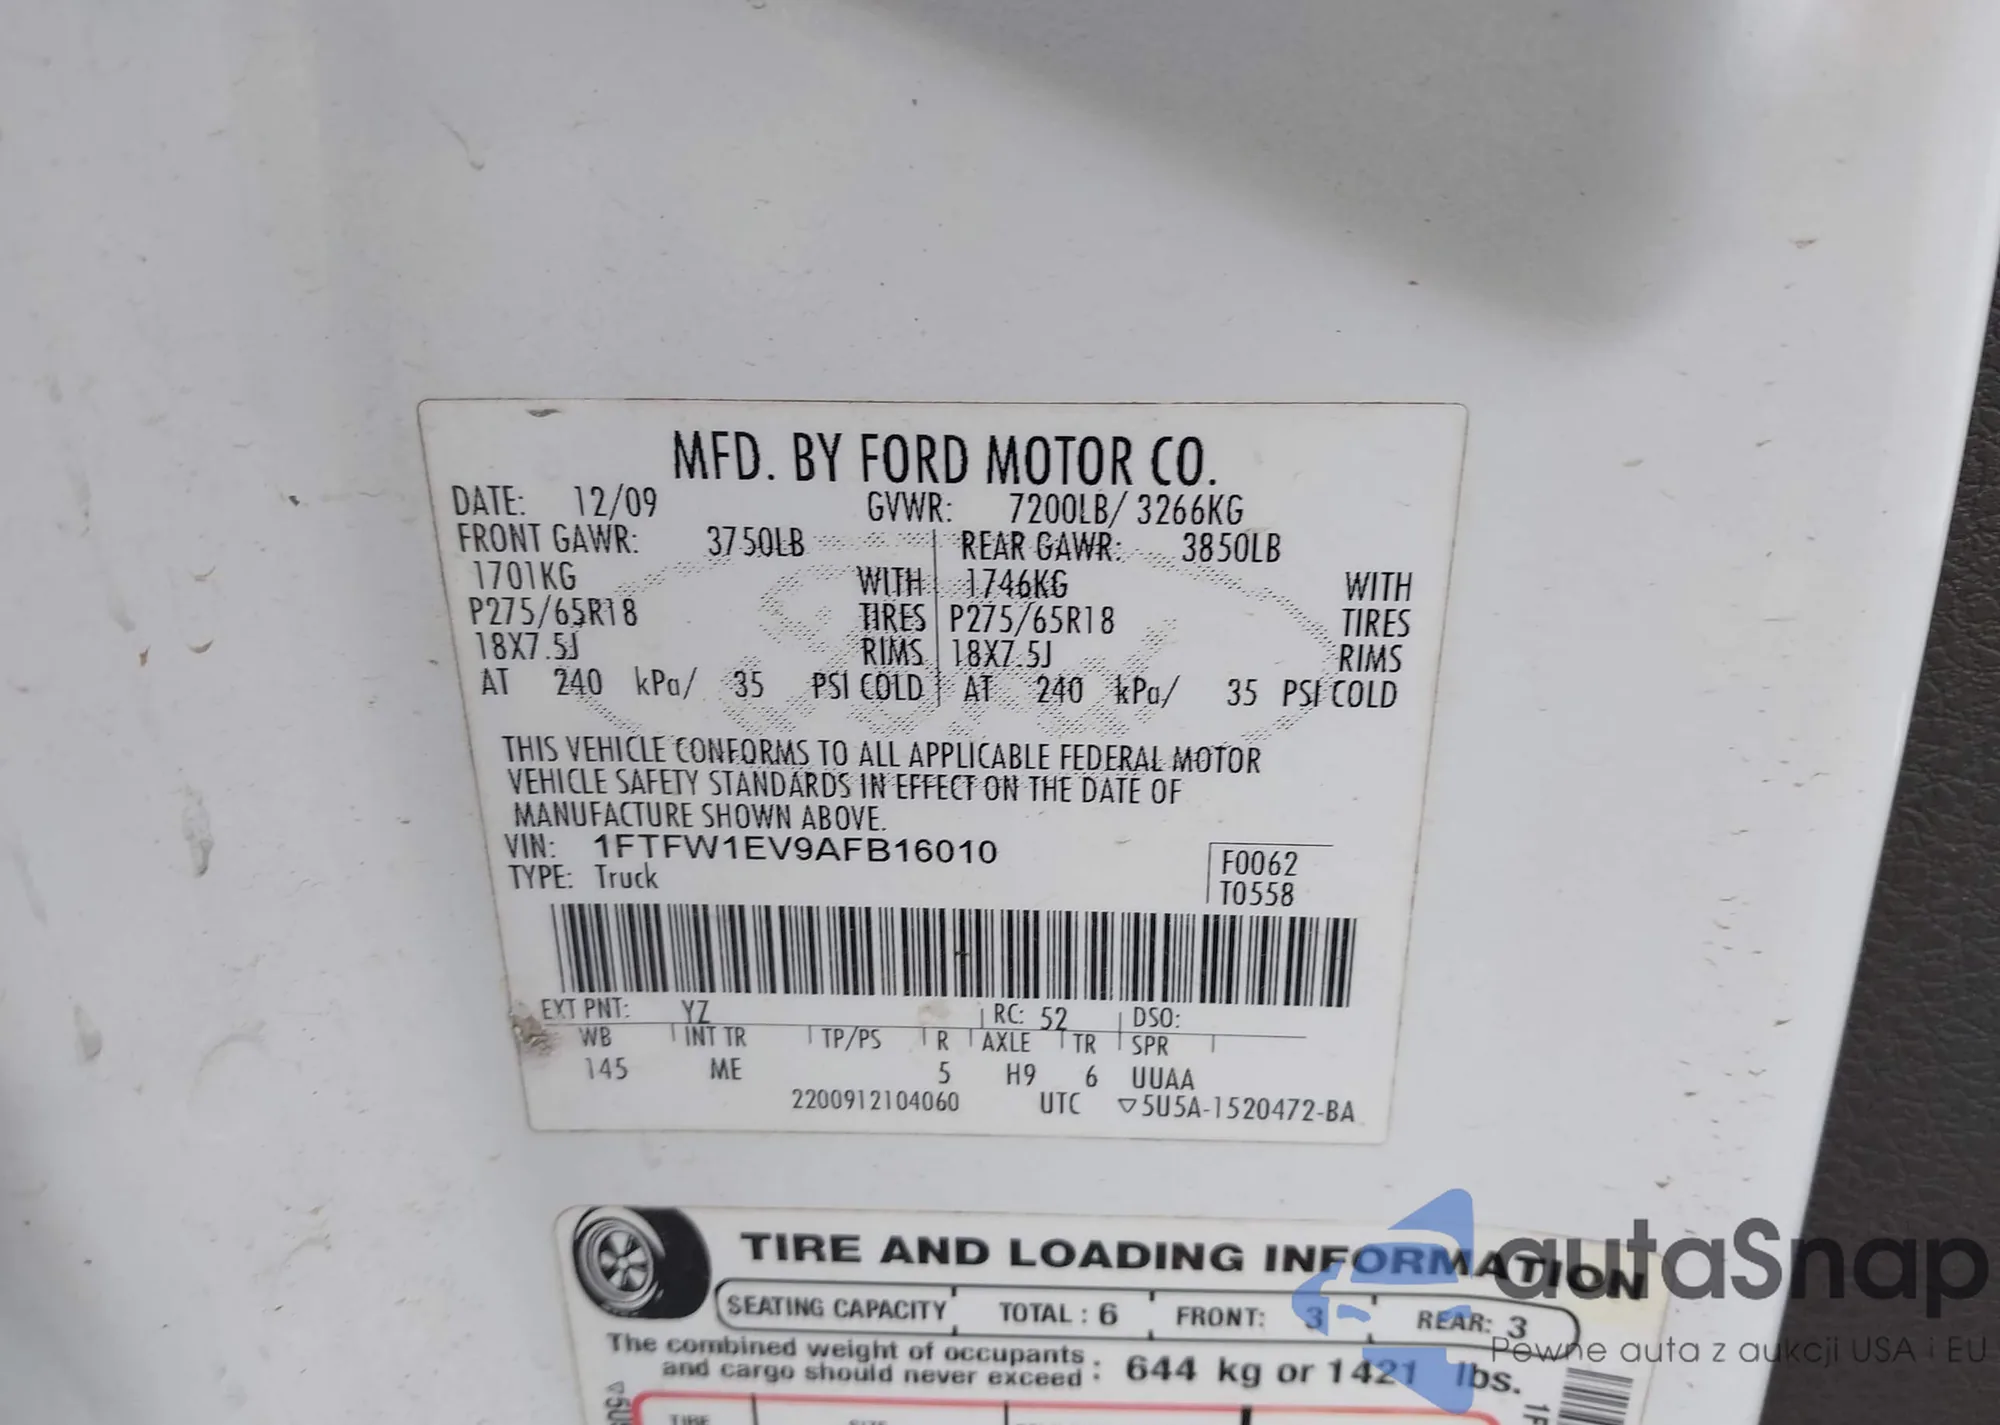 MFD. BY FORD MOTOR CO.
DATE: 12/09 GVWR: 7200LB/ 3266KG
FRONT GAWR: 3750LB REAR GAWR: 3850LB
1701KG WITH 1746KG WITH
P275/65R18 TIRES P275/65R18 TIRES
18X7.5J RIMS 18X7.5J RIMS
AT 240 kPa/ 35 PSI COLD AT 240 kPa/ 35 PSI COLD
THIS VEHICLE CONFORMS TO ALL APPLICABLE FEDERAL MOTOR
VEHICLE SAFETY STANDARDS IN EFFECT ON THE DATE OF
MANUFACTURE SHOWN ABOVE.
VIN: 1FTFW1EV9AFB16010 F0062
TYPE: Truck T0558
EXT PNT: YZ RC: 52 DSO:
WB INT TR TP/PS R AXLE TR SPR
145 ME 5 H9 6 UUAA
2200912104060 UTC ▽5U5A-1520472-BA
TIRE AND LOADING INFORMATION
SEATING CAPACITY TOTAL : 6 FRONT: 3 REAR: 3
The combined weight of occupants
and cargo should never exceed : 644 kg or 1421 lbs.
autaSnap
Pewne auta z aukcji USA i EU